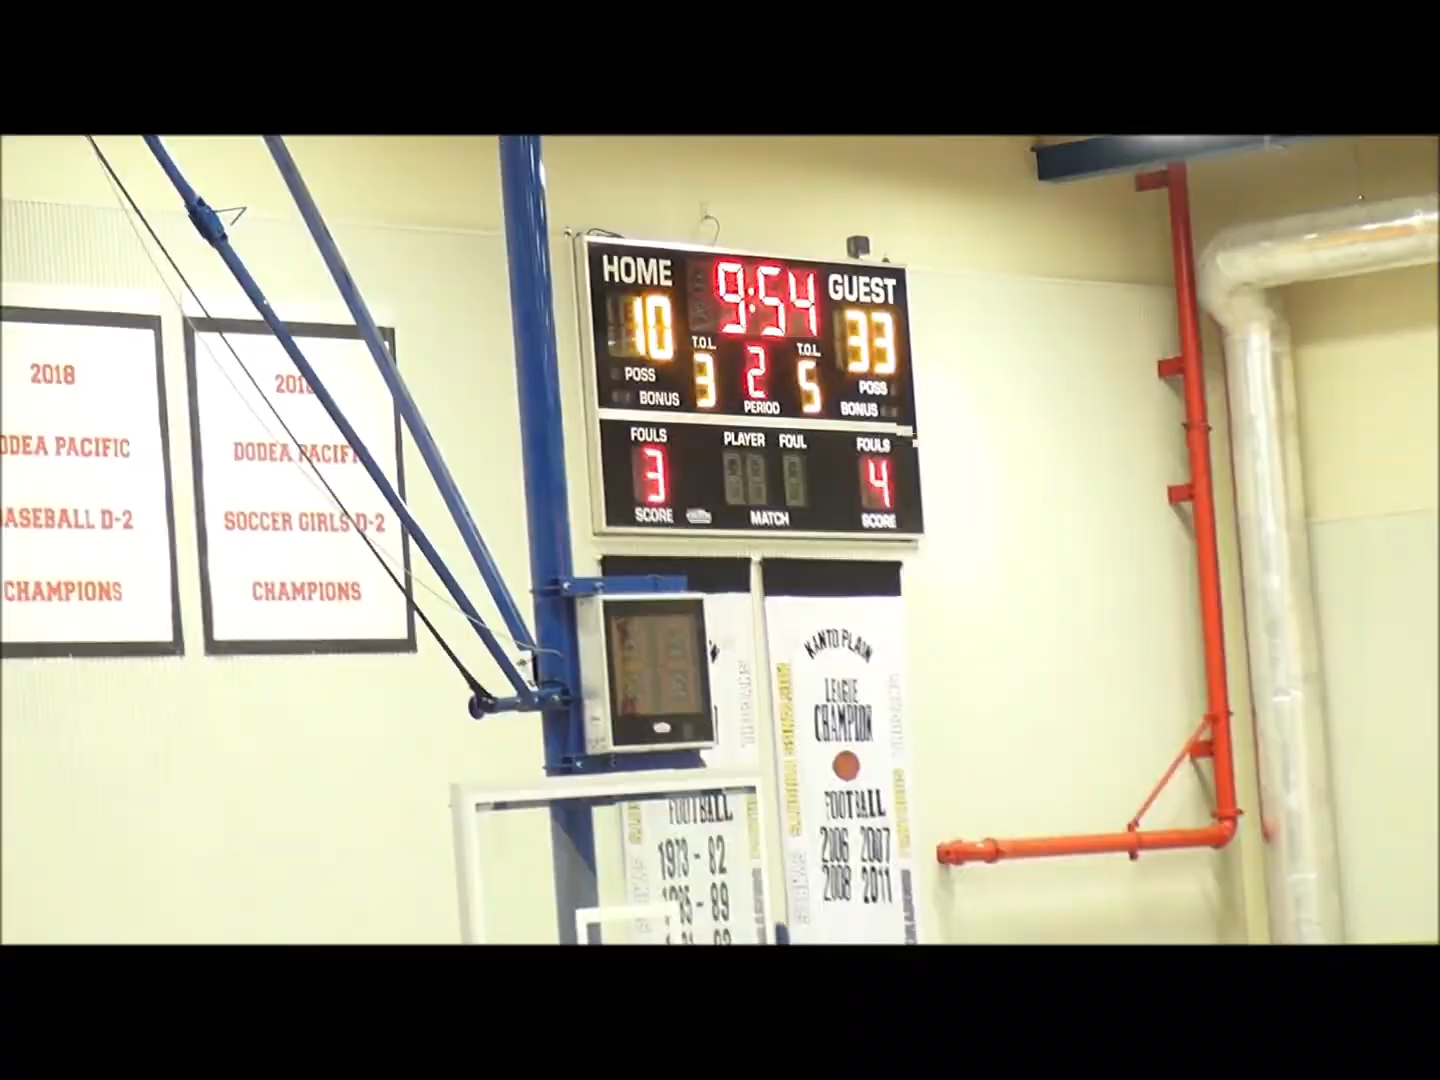 2018
DODEA PACIFIC
BASEBALL D-2
CHAMPIONS
2018
DODEA PACIFI
SOCCER GIRLS D-2
CHAMPIONS
HOME 9:54 GUEST
10 33
T.O.L. T.O.L.
3 2 5
POSS POSS
BONUS PERIOD BONUS
FOULS PLAYER FOUL FOULS
3 4
SCORE MATCH SCORE
FOOTBALL
1973 - 82
- 89
KANTO PLAIN
LEAGUE
CHAMPION
FOOTBALL
2006 2007
2008 2011